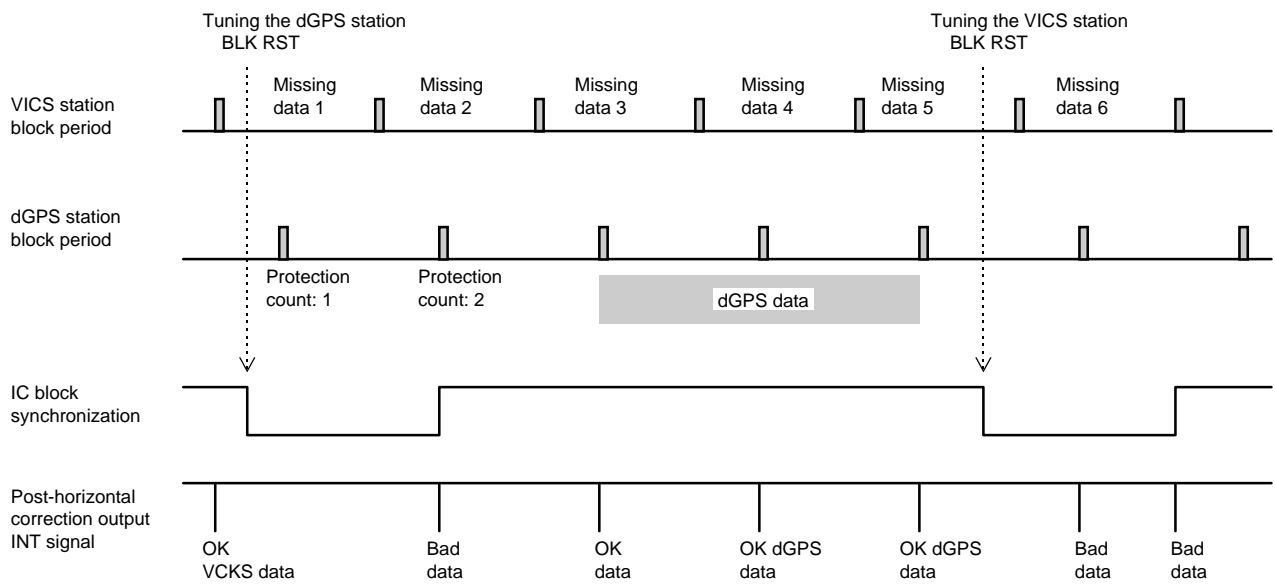 Tuning the dGPS station
BLK RST
Tuning the VICS station
BLK RST
VICS station
block period
Missing
data 1
Missing
data 2
Missing
data 3
Missing
data 4
Missing
data 5
Missing
data 6
dGPS station
block period
Protection
count: 1
Protection
count: 2
dGPS data
IC block
synchronization
Post-horizontal
correction output
INT signal
OK
VCKS data
Bad
data
OK
data
OK dGPS
data
OK dGPS
data
Bad
data
Bad
data